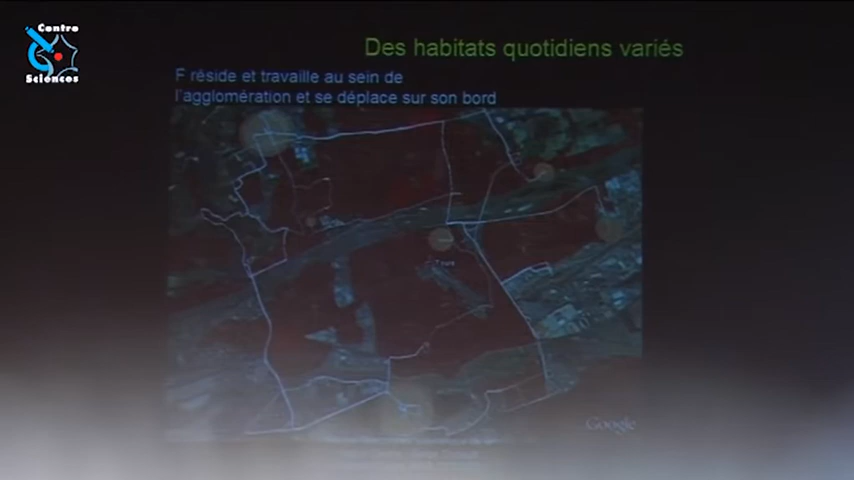 Centre
Sciences
Des habitats quotidiens variés
F réside et travaille au sein de
l'agglomération et se déplace sur son bord
Tours
Google